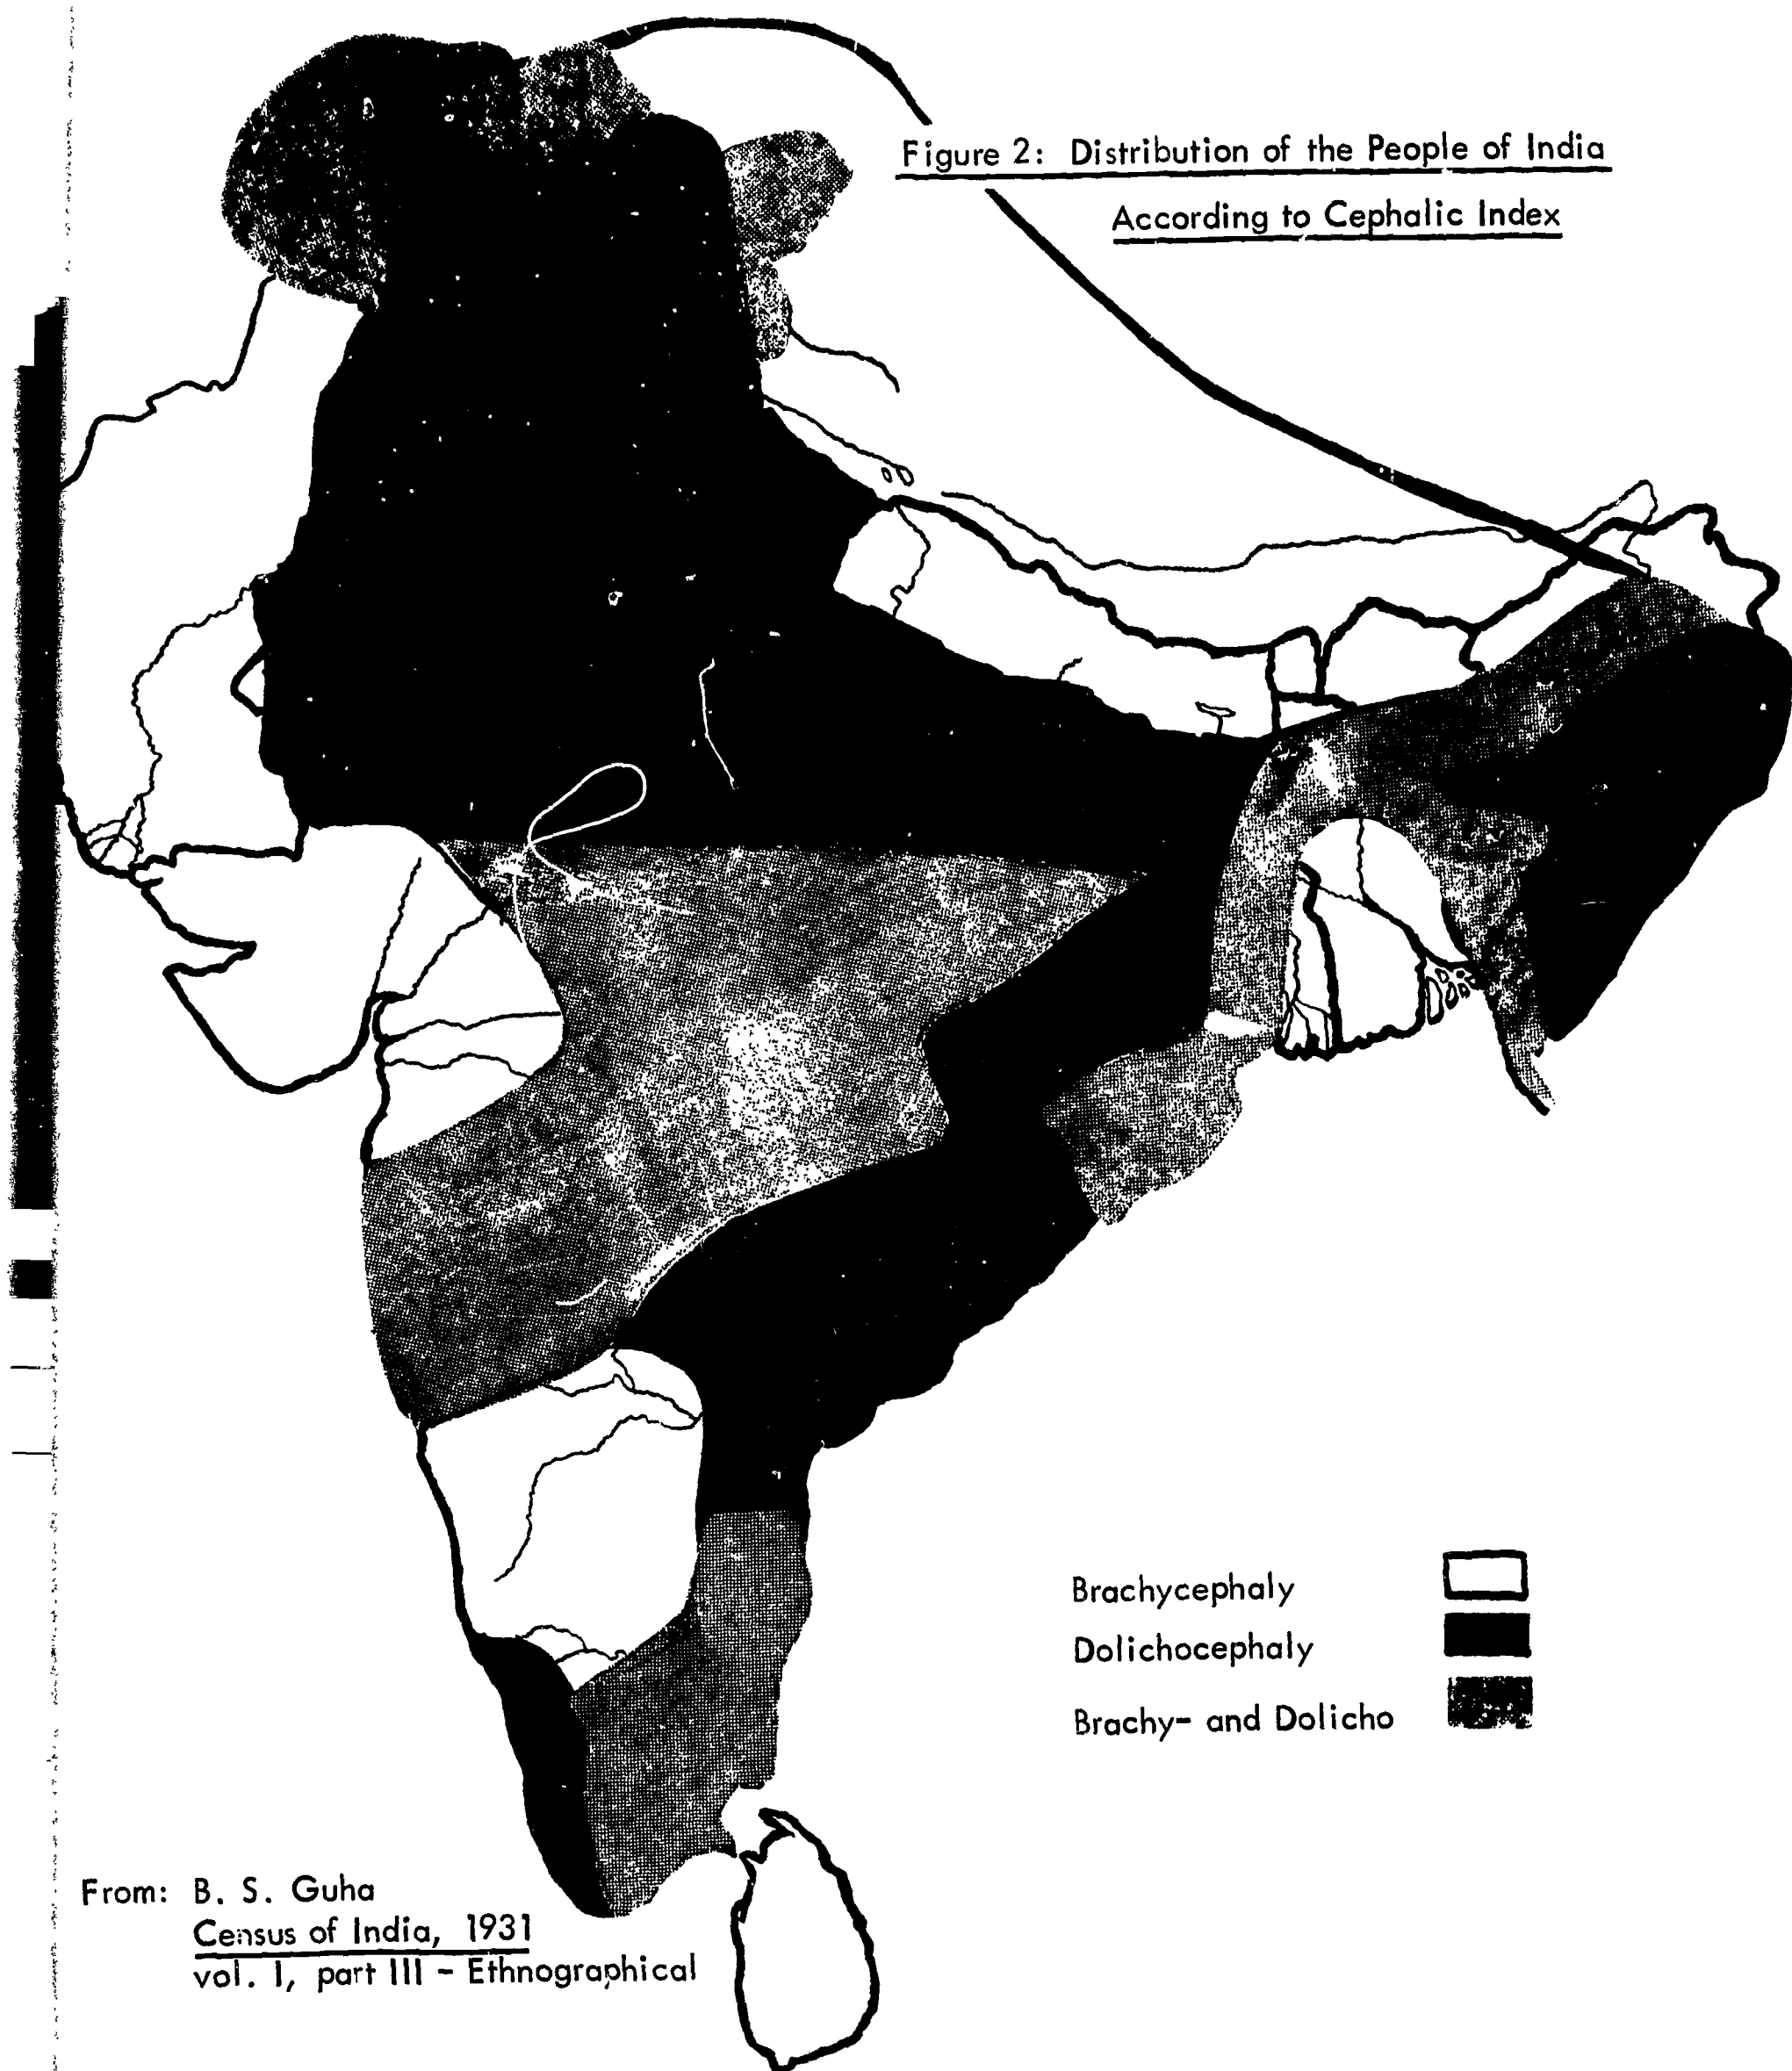 Figure 2: Distribution of the People of India
According to Cephalic Index
Brachycephaly
Dolichocephaly
Brachy- and Dolicho
From: B. S. Guha
Census of India, 1931
vol. I, part III - Ethnographical